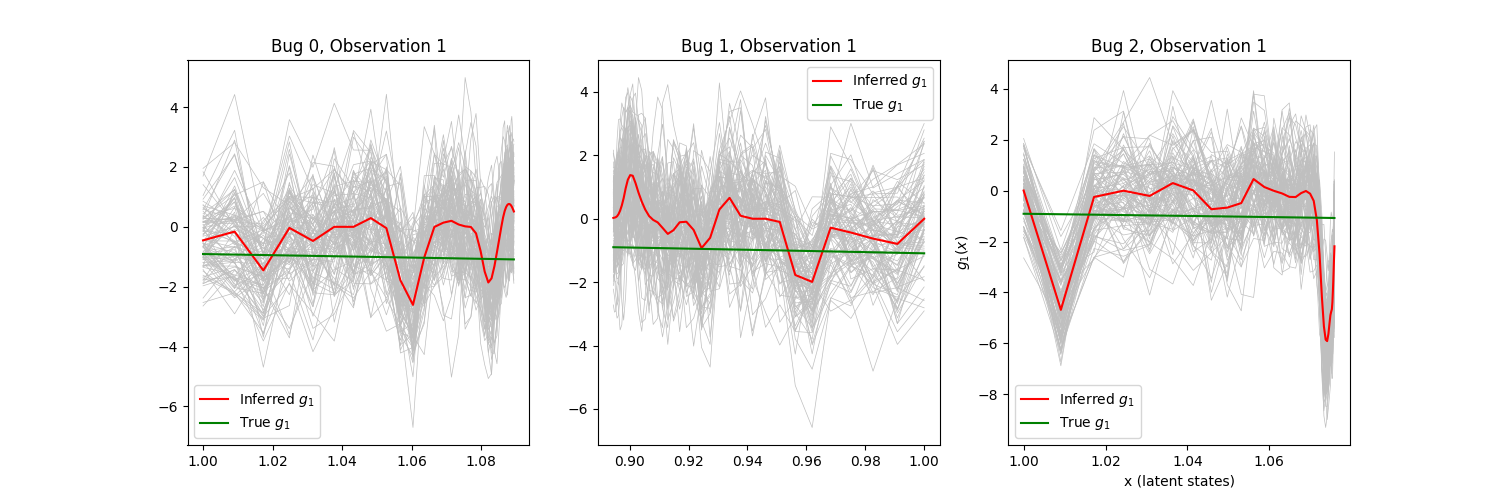 Bug 0, Observation 1
4
2
0
−2
−4
−6
Inferred g₁
True g₁
1.00 1.02 1.04 1.06 1.08
Bug 1, Observation 1
4
2
0
−2
−4
−6
Inferred g₁
True g₁
0.90 0.92 0.94 0.96 0.98 1.00
Bug 2, Observation 1
g₁(x)
4
2
0
−2
−4
−6
−8
Inferred g₁
True g₁
1.00 1.02 1.04 1.06
x (latent states)